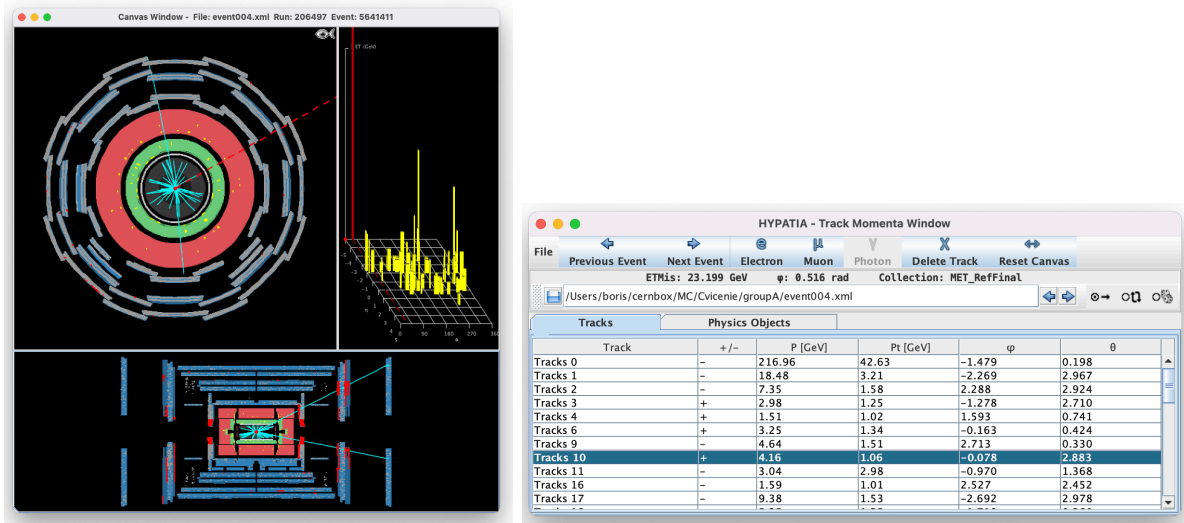 Canvas Window - File: event004.xml Run: 206497 Event: 5641411
ET (GeV)
0 90 180 270 360
HYPATIA - Track Momenta Window
File Previous Event Next Event Electron Muon Photon Delete Track Reset Canvas
ETMis: 23.199 GeV φ: 0.516 rad Collection: MET_RefFinal
/Users/boris/cernbox/MC/Cvicenie/groupA/event004.xml
Tracks Physics Objects
Track +/- P [GeV] Pt [GeV] φ θ
Tracks 0 - 216.96 42.63 -1.479 0.198
Tracks 1 - 18.48 3.21 -2.269 2.967
Tracks 2 - 7.35 1.58 2.288 2.924
Tracks 3 + 2.98 1.25 -1.278 2.710
Tracks 4 + 1.51 1.02 1.593 0.741
Tracks 6 + 3.25 1.34 -0.163 0.424
Tracks 9 - 4.64 1.51 2.713 0.330
Tracks 10 + 4.16 1.06 -0.078 2.883
Tracks 11 - 3.04 2.98 -0.970 1.368
Tracks 16 - 1.59 1.01 2.527 2.452
Tracks 17 - 9.38 1.53 -2.692 2.978